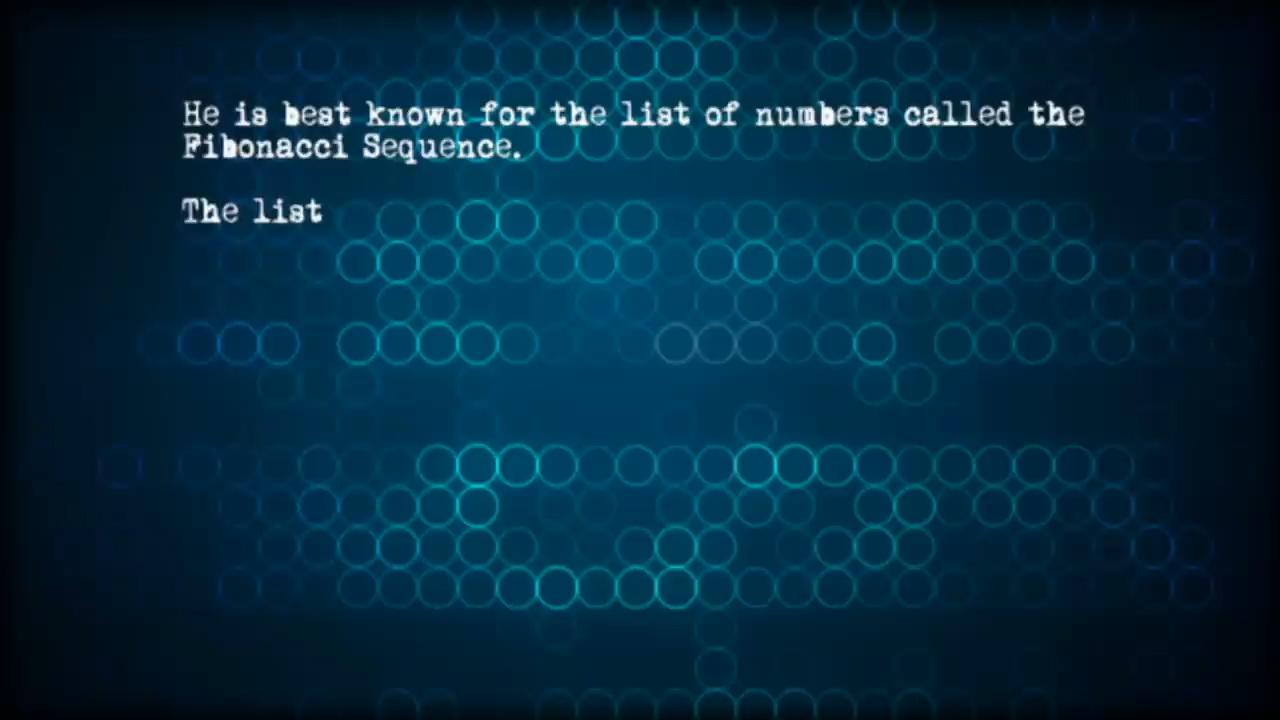 He is best known for the list of numbers called the
Fibonacci Sequence.
The list